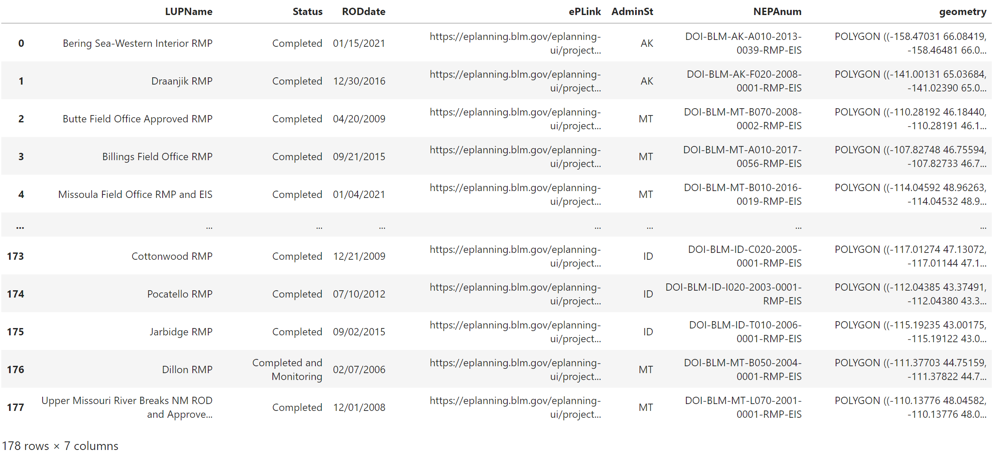 LUPName Status RODdate ePLink AdminSt NEPAnum geometry
0 Bering Sea-Western Interior RMP Completed 01/15/2021 https://eplanning.blm.gov/eplanning-ui/project... AK DOI-BLM-AK-A010-2013-0039-RMP-EIS POLYGON ((-158.47031 66.08419, -158.46481 66.0...
1 Draanjik RMP Completed 12/30/2016 https://eplanning.blm.gov/eplanning-ui/project... AK DOI-BLM-AK-F020-2008-0001-RMP-EIS POLYGON ((-141.00131 65.03684, -141.02390 65.0...
2 Butte Field Office Approved RMP Completed 04/20/2009 https://eplanning.blm.gov/eplanning-ui/project... MT DOI-BLM-MT-B070-2008-0002-RMP-EIS POLYGON ((-110.28192 46.18440, -110.28191 46.1...
3 Billings Field Office RMP Completed 09/21/2015 https://eplanning.blm.gov/eplanning-ui/project... MT DOI-BLM-MT-A010-2017-0056-RMP-EIS POLYGON ((-107.82748 46.75594, -107.82733 46.7...
4 Missoula Field Office RMP and EIS Completed 01/04/2021 https://eplanning.blm.gov/eplanning-ui/project... MT DOI-BLM-MT-B010-2016-0019-RMP-EIS POLYGON ((-114.04592 48.96263, -114.04532 48.9...
... ... ... ... ... ... ... ...
173 Cottonwood RMP Completed 12/21/2009 https://eplanning.blm.gov/eplanning-ui/project... ID DOI-BLM-ID-C020-2005-0001-RMP-EIS POLYGON ((-117.01274 47.13072, -117.01144 47.1...
174 Pocatello RMP Completed 07/10/2012 https://eplanning.blm.gov/eplanning-ui/project... ID DOI-BLM-ID-I020-2003-0001-RMP-EIS POLYGON ((-112.04385 43.37491, -112.04380 43.3...
175 Jarbidge RMP Completed 09/02/2015 https://eplanning.blm.gov/eplanning-ui/project... ID DOI-BLM-ID-T010-2006-0001-RMP-EIS POLYGON ((-115.19235 43.00175, -115.19122 43.0...
176 Dillon RMP Completed and Monitoring 02/07/2006 https://eplanning.blm.gov/eplanning-ui/project... MT DOI-BLM-MT-B050-2004-0001-RMP-EIS POLYGON ((-111.37703 44.75159, -111.37822 44.7...
177 Upper Missouri River Breaks NM ROD and Approve... Completed 12/01/2008 https://eplanning.blm.gov/eplanning-ui/project... MT DOI-BLM-MT-L070-2001-0001-RMP-EIS POLYGON ((-110.13776 48.04582, -110.13776 48.0...
178 rows × 7 columns